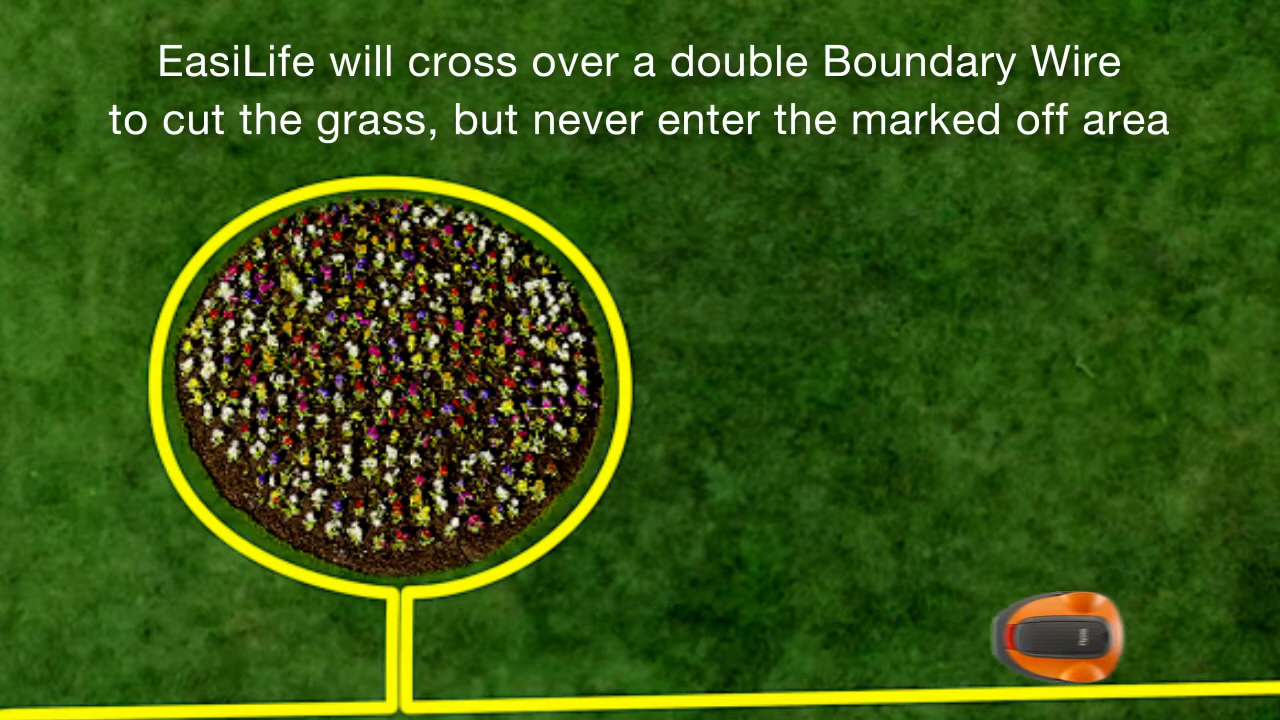 EasiLife will cross over a double Boundary Wire
to cut the grass, but never enter the marked off area